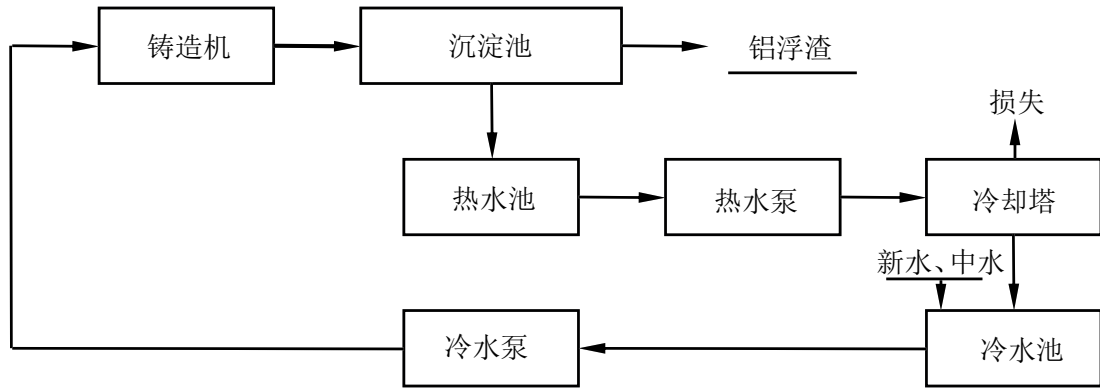 铸造机
沉淀池
铝浮渣
损失
热水池
热水泵
冷却塔
新水、中水
冷水泵
冷水池